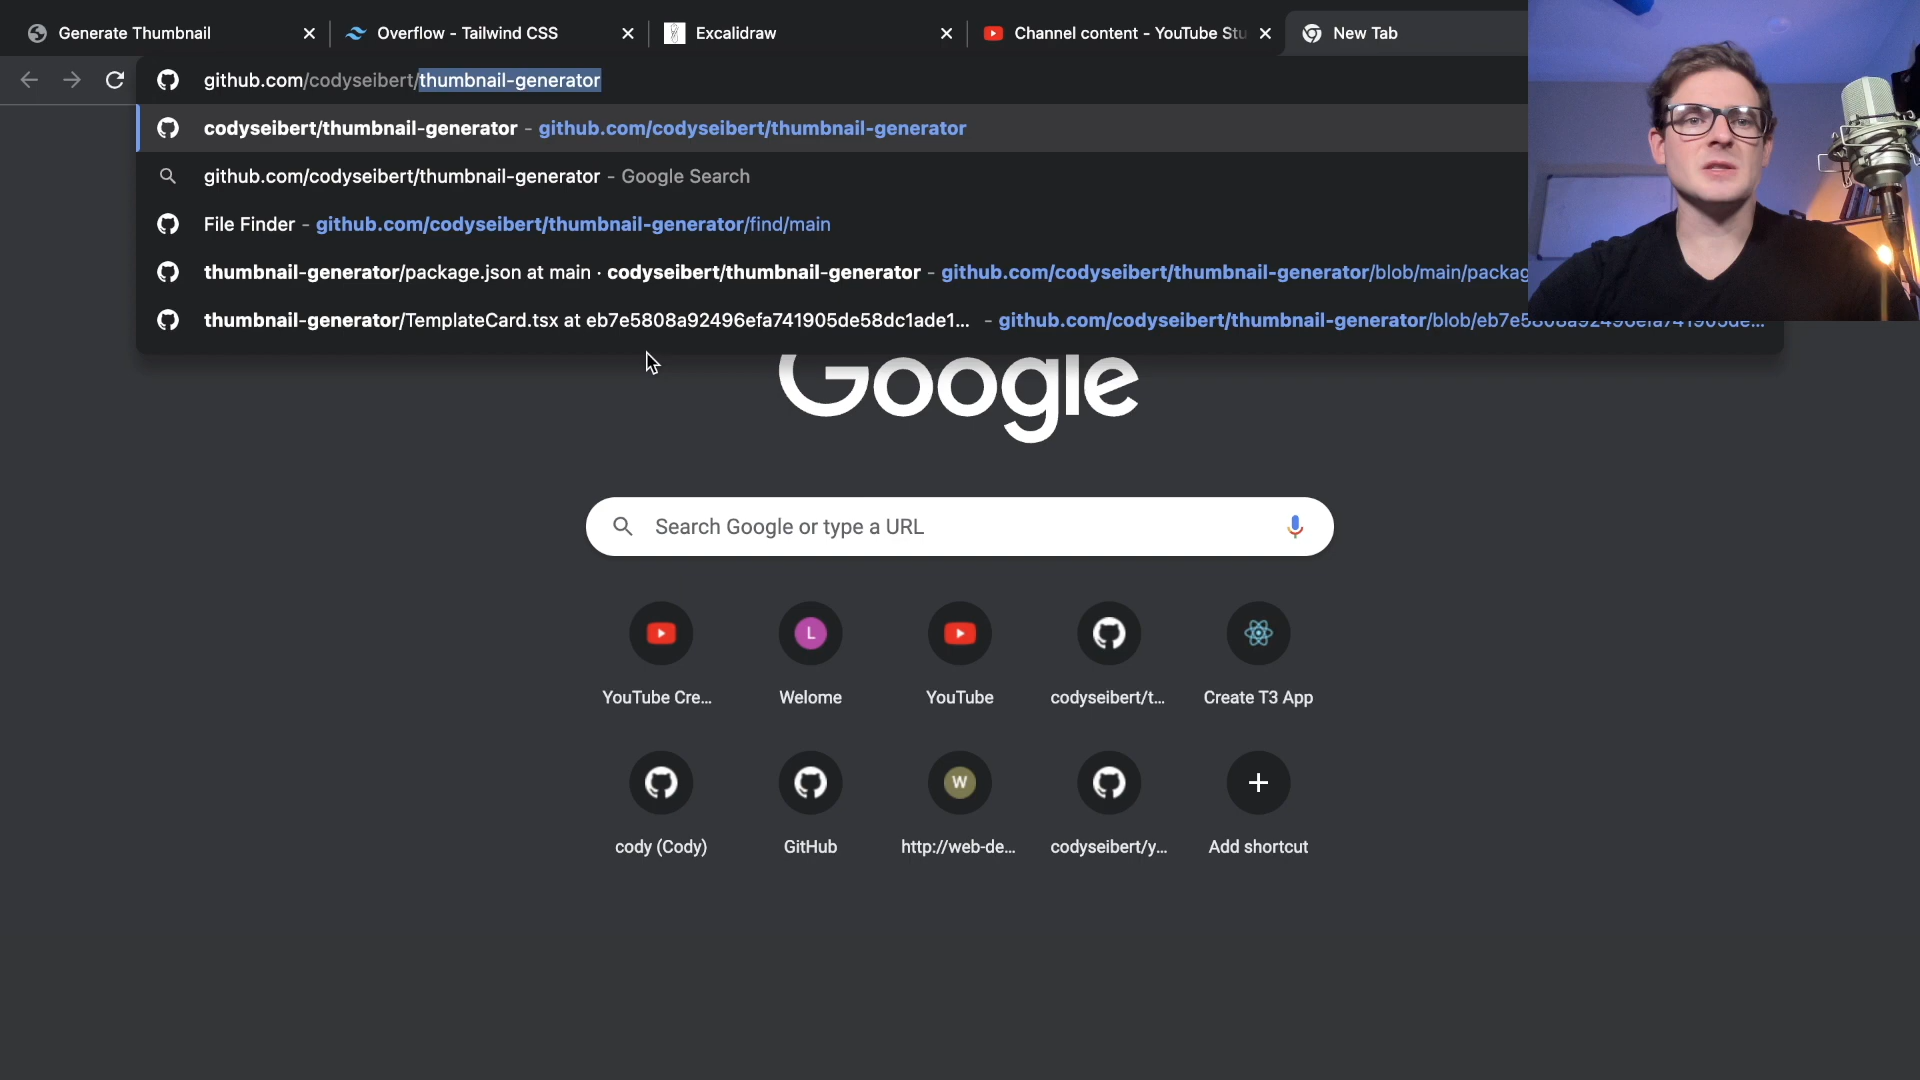 Generate Thumbnail
Overflow - Tailwind CSS
Excalidraw
Channel content - YouTube Stu
New Tab
github.com/codyseibert/thumbnail-generator
codyseibert/thumbnail-generator - github.com/codyseibert/thumbnail-generator
github.com/codyseibert/thumbnail-generator - Google Search
File Finder - github.com/codyseibert/thumbnail-generator/find/main
thumbnail-generator/package.json at main · codyseibert/thumbnail-generator - github.com/codyseibert/thumbnail-generator/blob/main/packag
thumbnail-generator/TemplateCard.tsx at eb7e5808a92496efa741905de58dc1ade1... - github.com/codyseibert/thumbnail-generator/blob/eb7e5808a92496efa741905de...
Google
Search Google or type a URL
L
YouTube Cre...
Welome
YouTube
codyseibert/t...
Create T3 App
W
cody (Cody)
GitHub
http://web-de...
codyseibert/y...
Add shortcut